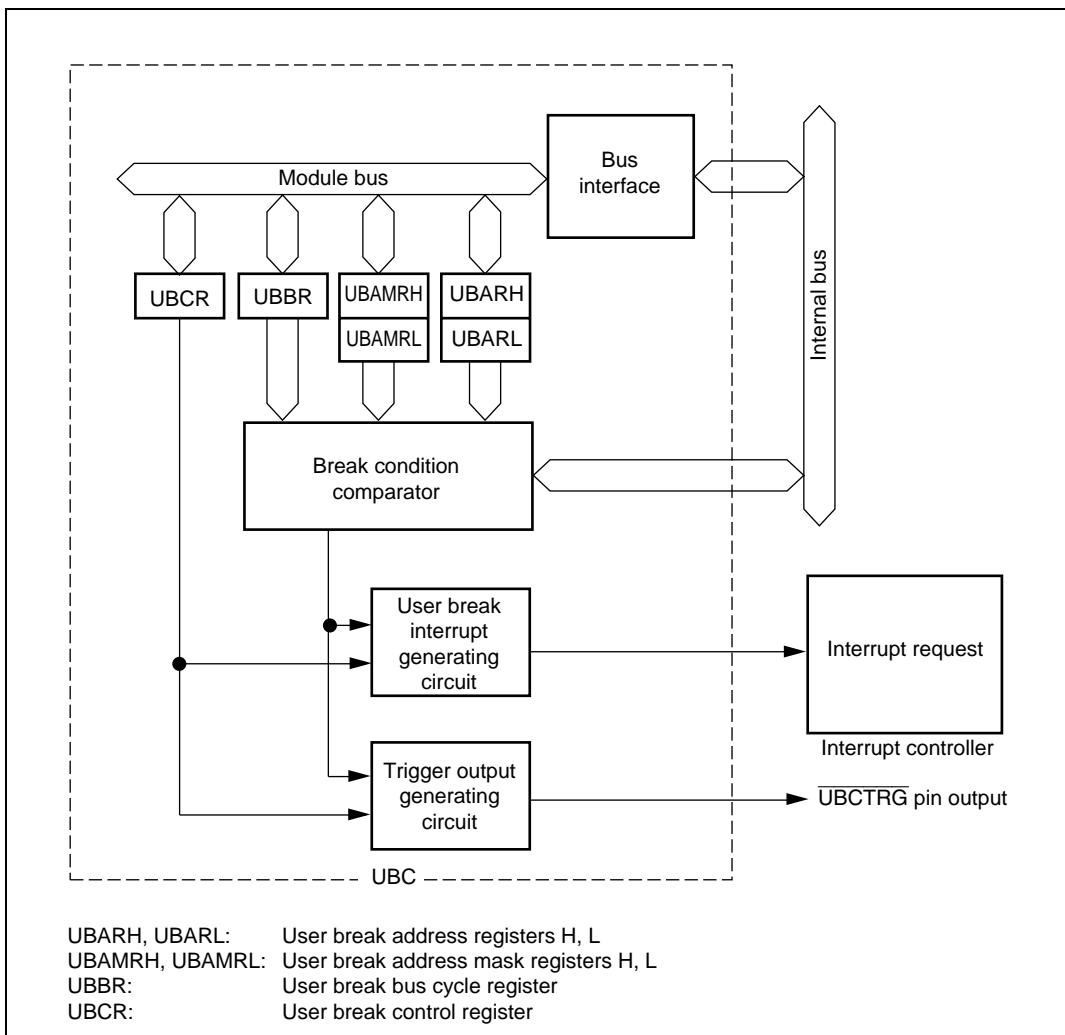 Bus
interface
Module bus
Internal bus
UBCR
UBBR
UBAMRH
UBARH
UBAMRL
UBARL
Break condition
comparator
User break
interrupt
generating
circuit
Interrupt request
Interrupt controller
Trigger output
generating
circuit
UBCTRG pin output
UBC
UBARH, UBARL: User break address registers H, L
UBAMRH, UBAMRL: User break address mask registers H, L
UBBR: User break bus cycle register
UBCR: User break control register